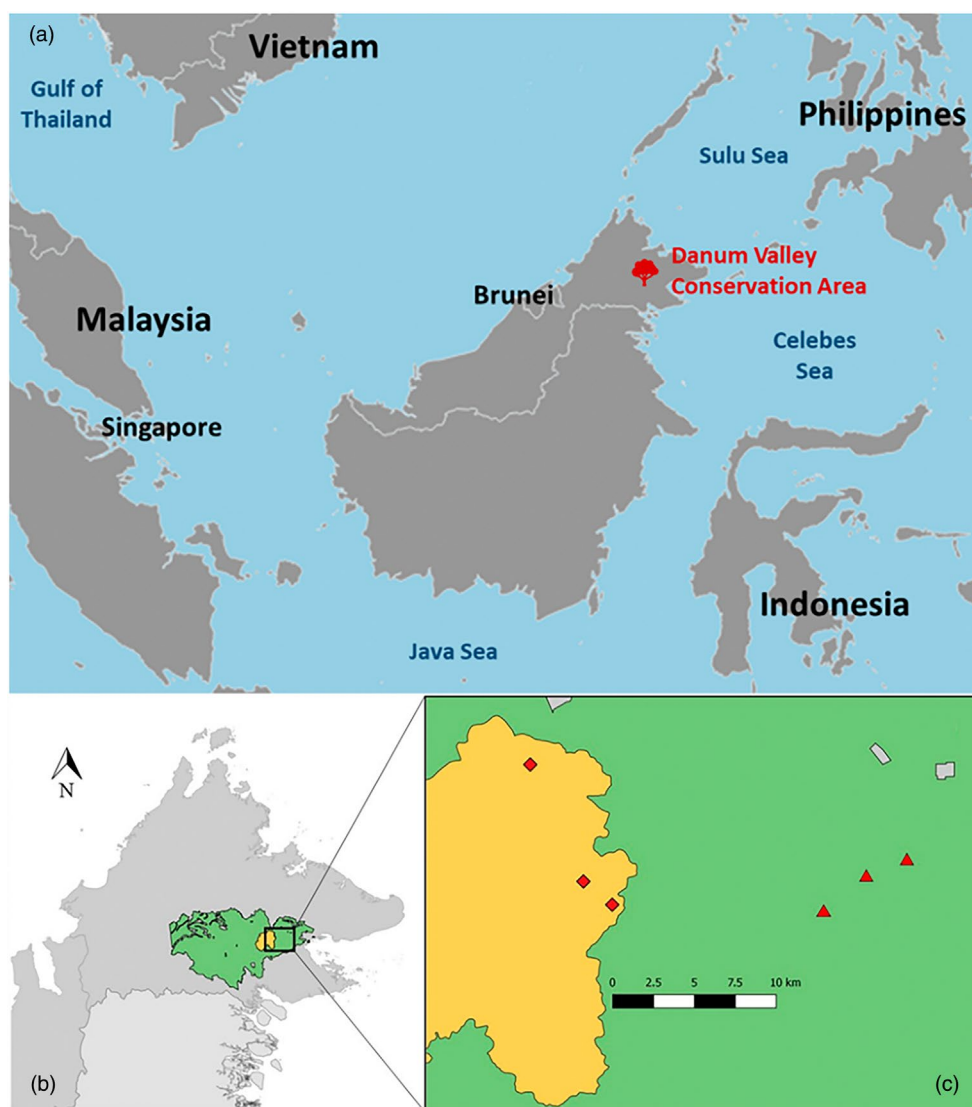 (a)
Vietnam
Gulf of
Thailand
Philippines
Sulu Sea
Danum Valley
Conservation Area
Brunei
Malaysia
Celebes
Sea
Singapore
Indonesia
Java Sea
N
(b)
0 2.5 5 7.5 10 km
(c)